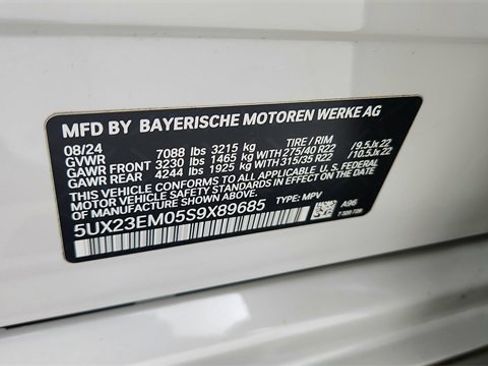 MFD BY BAYERISCHE MOTOREN WERKE AG
08/24 7088 lbs 3215 kg TIRE / RIM
GVWR
GAWR FRONT 3230 lbs 1465 kg WITH 275/40 R22 /9.5Jx22
GAWR REAR 4244 lbs 1925 kg WITH 315/35 R22 /10.5Jx22
THIS VEHICLE CONFORMS TO ALL APPLICABLE U.S. FEDERAL
MOTOR VEHICLE SAFETY STANDARDS IN EFFECT ON THE DATE
OF MANUFACTURE SHOWN ABOVE.
5UX23EM05S9X89685 TYPE: MPV A96